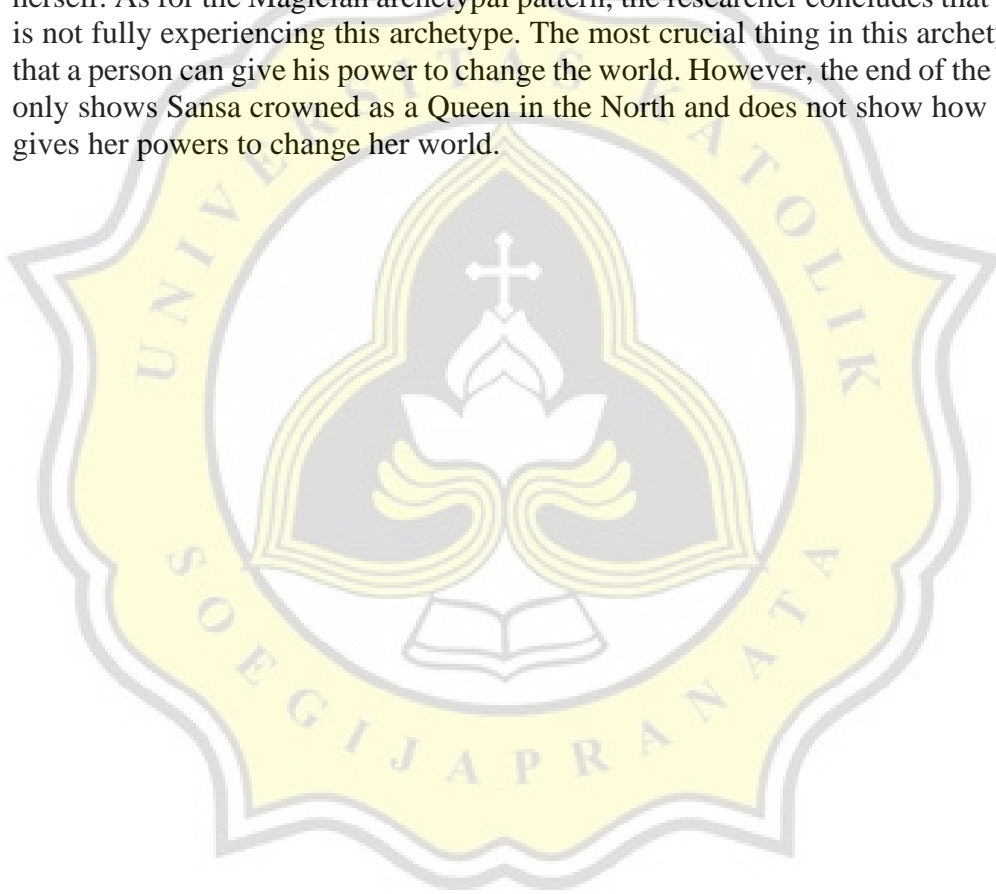 herself. As for the Magician archetypal pattern, the researcher concludes that
is not fully experiencing this archetype. The most crucial thing in this
that a person can give his power to change the world. However, the end of the
only shows Sansa crowned as a Queen in the North and does not show how
gives her powers to change her world.
UNIVERSITAS KATOLIK
SOEGIJAPRANATA